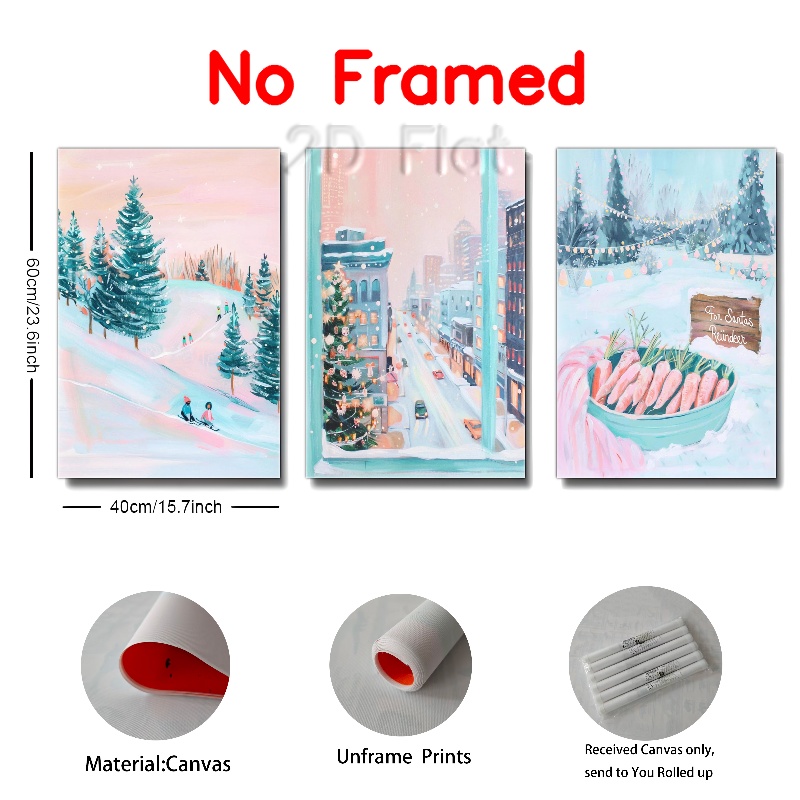 No Framed
2D Flat
60cm/23.6inch
For Santas
Reindeer
40cm/15.7inch
Material:Canvas
Unframe Prints
Received Canvas only,
send to You Rolled up